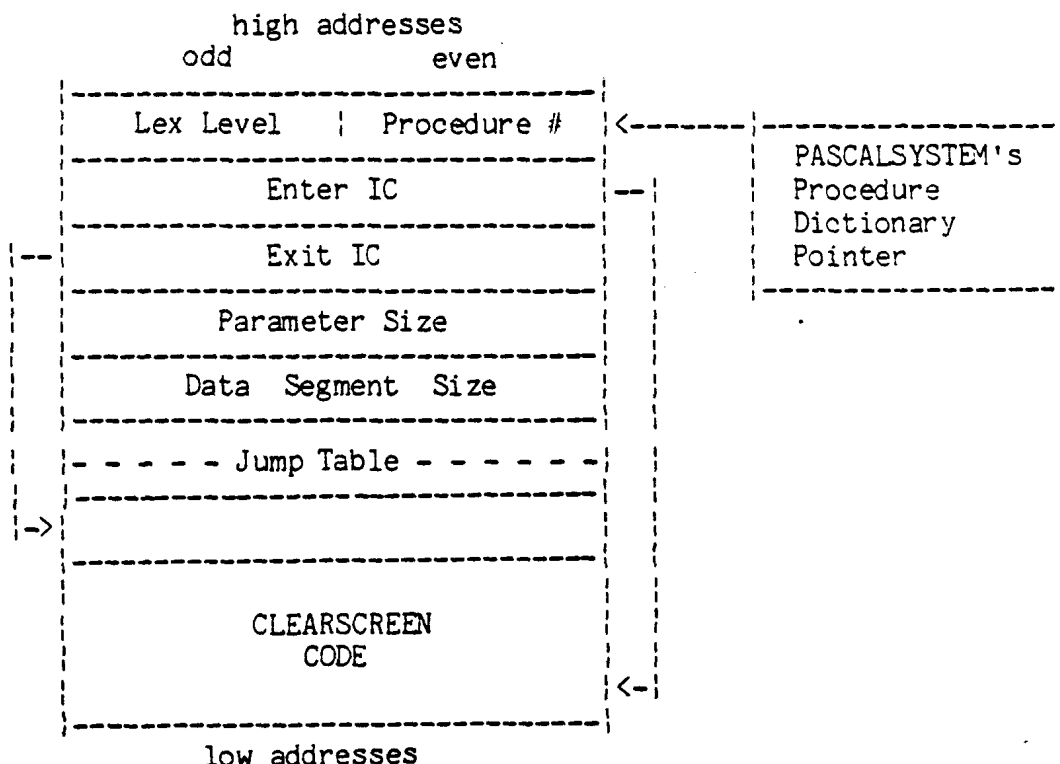 high addresses
odd even
Lex Level Procedure #
PASCALSYSTEM's
Enter IC Procedure
Dictionary
Exit IC Pointer
Parameter Size
Data Segment Size
Jump Table
CLEARSCREEN
CODE
low addresses